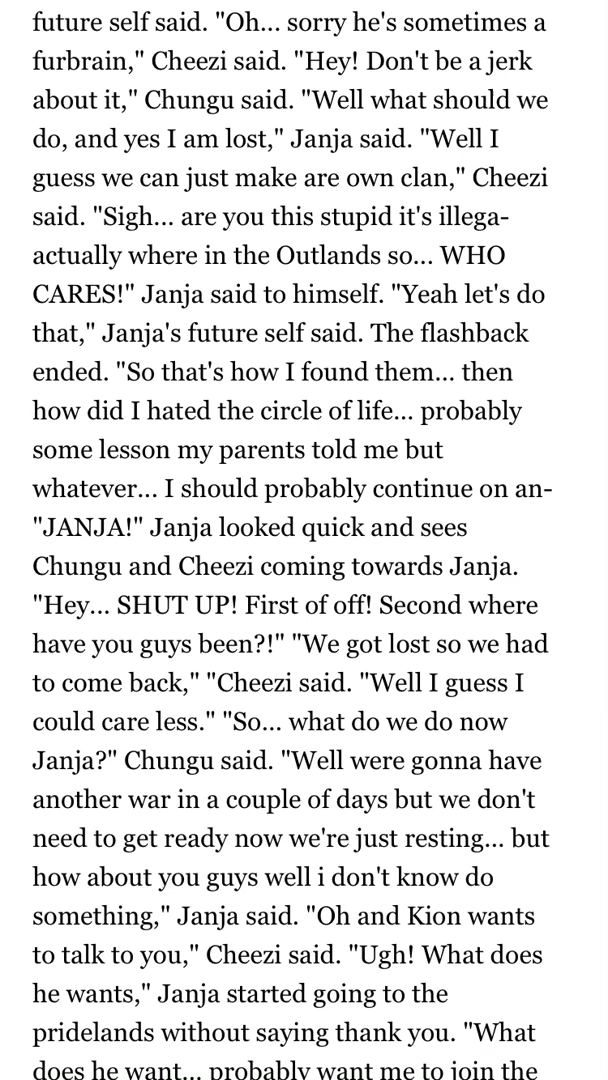 future self said. "Oh... sorry he's sometimes a
furbrain," Cheezi said. "Hey! Don't be a jerk
about it," Chungu said. "Well what should we
do, and yes I am lost," Janja said. "Well I
guess we can just make are own clan," Cheezi
said. "Sigh... are you this stupid it's illega-
actually where in the Outlands so... WHO
CARES!" Janja said to himself. "Yeah let's do
that," Janja's future self said. The flashback
ended. "So that's how I found them... then
how did I hated the circle of life... probably
some lesson my parents told me but
whatever... I should probably continue on an-
"JANJA!" Janja looked quick and sees
Chungu and Cheezi coming towards Janja.
"Hey... SHUT UP! First of off! Second where
have you guys been?!" "We got lost so we had
to come back," "Cheezi said. "Well I guess I
could care less." "So... what do we do now
Janja?" Chungu said. "Well were gonna have
another war in a couple of days but we don't
need to get ready now we're just resting... but
how about you guys well i don't know do
something," Janja said. "Oh and Kion wants
to talk to you," Cheezi said. "Ugh! What does
he wants," Janja started going to the
pridelands without saying thank you. "What
does he want... probably want me to join the